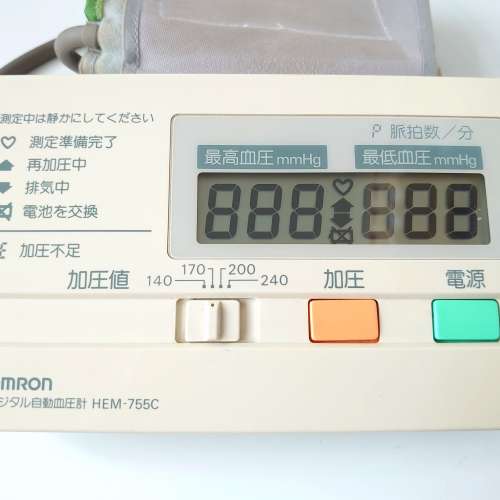 測定中は静かにしてください
測定準備完了
再加圧中
排気中
電池を交換
加圧不足
P 脈拍数/分
最高血圧 mmHg 最低血圧 mmHg
888 188
加圧値 140 170 200 240 加圧 電源
OMRON
デジタル自動血圧計 HEM-755C